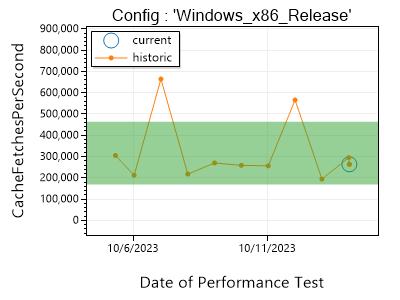 Config : 'Windows_x86_Release'
current
historic
900,000
800,000
700,000
600,000
500,000
400,000
300,000
200,000
100,000
0
CacheFetchesPerSecond
10/6/2023
10/11/2023
Date of Performance Test